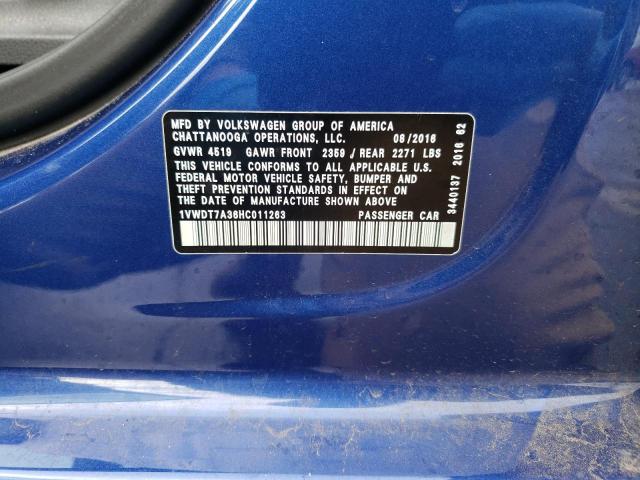 MFD BY VOLKSWAGEN GROUP OF AMERICA
CHATTANOOGA OPERATIONS, LLC. 08/2016
GVWR 4519 GAWR FRONT 2359 / REAR 2271 LBS
THIS VEHICLE CONFORMS TO ALL APPLICABLE U.S.
FEDERAL MOTOR VEHICLE SAFETY, BUMPER AND
THEFT PREVENTION STANDARDS IN EFFECT ON
THE DATE OF MANUFACTURE SHOWN ABOVE
1VWDT7A36HC011263 PASSENGER CAR
3440137 2016 62